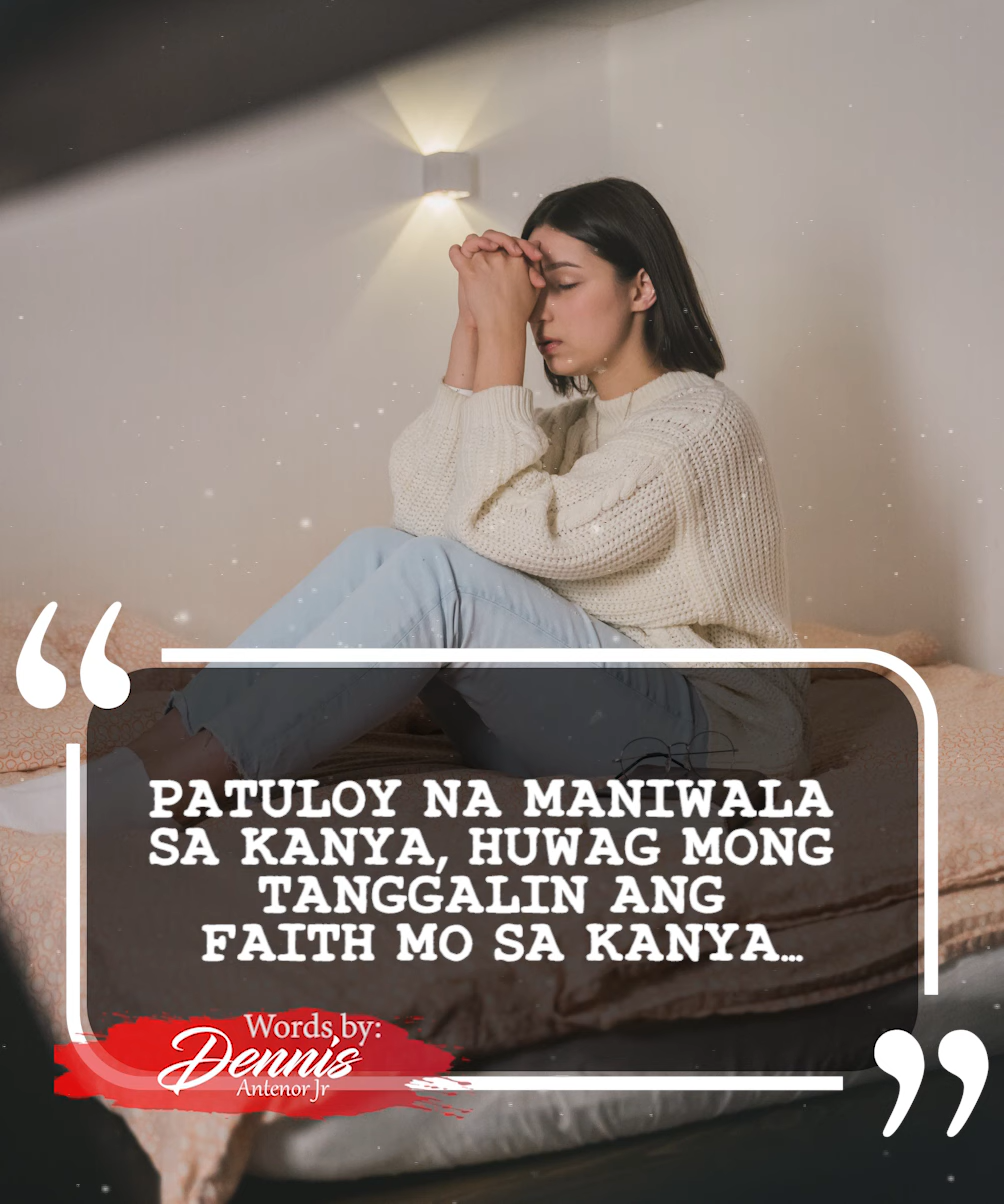 “
PATULOY NA MANIWALA
SA KANYA, HUWAG MONG
TANGGALIN ANG
FAITH MO SA KANYA...
Words by:
Dennis
Antenor Jr
”